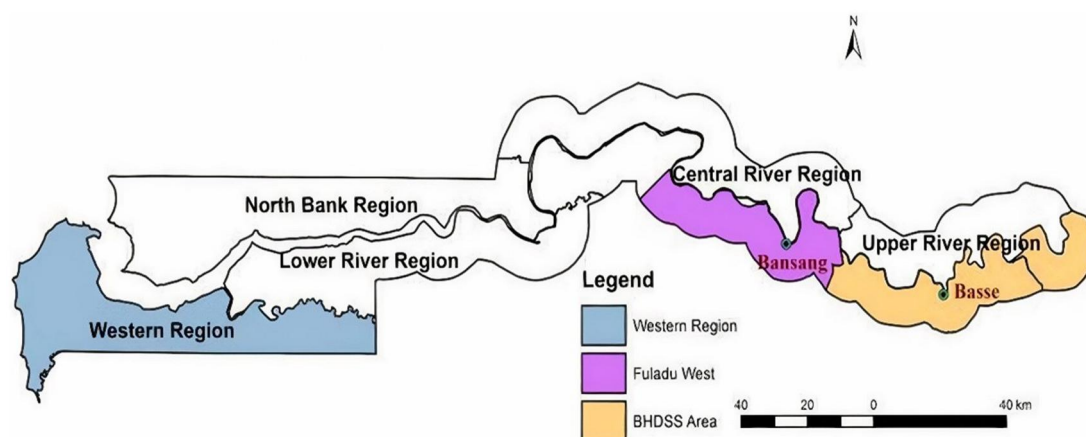 N
Central River Region
North Bank Region
Upper River Region
Lower River Region
Bansang
Legend
Basse
Western Region
Western Region
Fuladu West
BHDSS Area
40 20 0 40 km